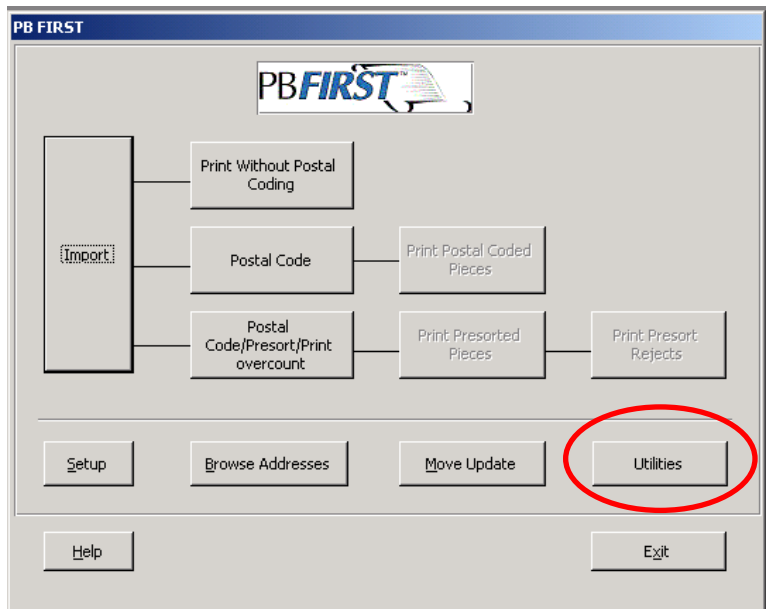 PB FIRST
PBFIRST™
Print Without Postal
Coding
Import
Postal Code
Print Postal Coded
Pieces
Postal
Code/Presort/Print
overcount
Print Presorted
Pieces
Print Presort
Rejects
Setup
Browse Addresses
Move Update
Utilities
Help
Exit